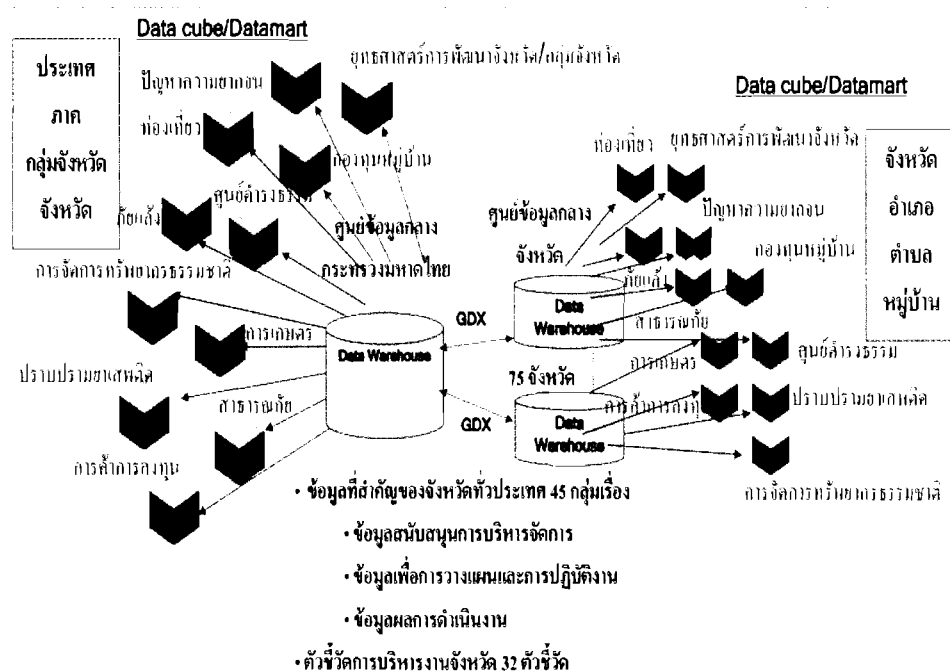 Data cube/Datamart
ประเทศ
ภาค
กลุ่มจังหวัด
จังหวัด
ยุทธศาสตร์การพัฒนาจังหวัด/กลุ่มจังหวัด
ปัญหาความยากจน
ท่องเที่ยว
กองทุนหมู่บ้าน
ศูนย์ดำรงธรรม
ภัยแล้ง
ศูนย์ข้อมูลกลาง
กระทรวงมหาดไทย
การจัดการทรัพยากรธรรมชาติ
การเกษตร
Data Warehouse
ปราบปรามยาเสพติด
สาธารณภัย
การค้าการลงทุน
GDX
GDX
Data cube/Datamart
จังหวัด
อำเภอ
ตำบล
หมู่บ้าน
ท่องเที่ยว
ยุทธศาสตร์การพัฒนาจังหวัด
ศูนย์ข้อมูลกลาง
จังหวัด
ปัญหาความยากจน
กองทุนหมู่บ้าน
ภัยแล้ง
Data
Warehouse
สาธารณภัย
ศูนย์ดำรงธรรม
การเกษตร
75 จังหวัด
การค้าการลงทุน
ปราบปรามยาเสพติด
Data
Warehouse
การจัดการทรัพยากรธรรมชาติ
• ข้อมูลที่สำคัญของจังหวัดทั่วประเทศ 45 กลุ่มเรื่อง
• ข้อมูลสนับสนุนการบริหารจัดการ
• ข้อมูลเพื่อการวางแผนและการปฏิบัติงาน
• ข้อมูลผลการดำเนินงาน
• ตัวชี้วัดการบริหารงานจังหวัด 32 ตัวชี้วัด